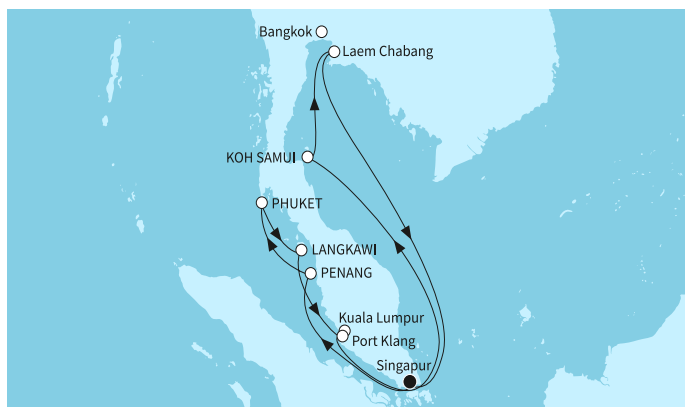 Bangkok
Laem Chabang
KOH SAMUI
PHUKET
LANGKAWI
PENANG
Kuala Lumpur
Port Klang
Singapur